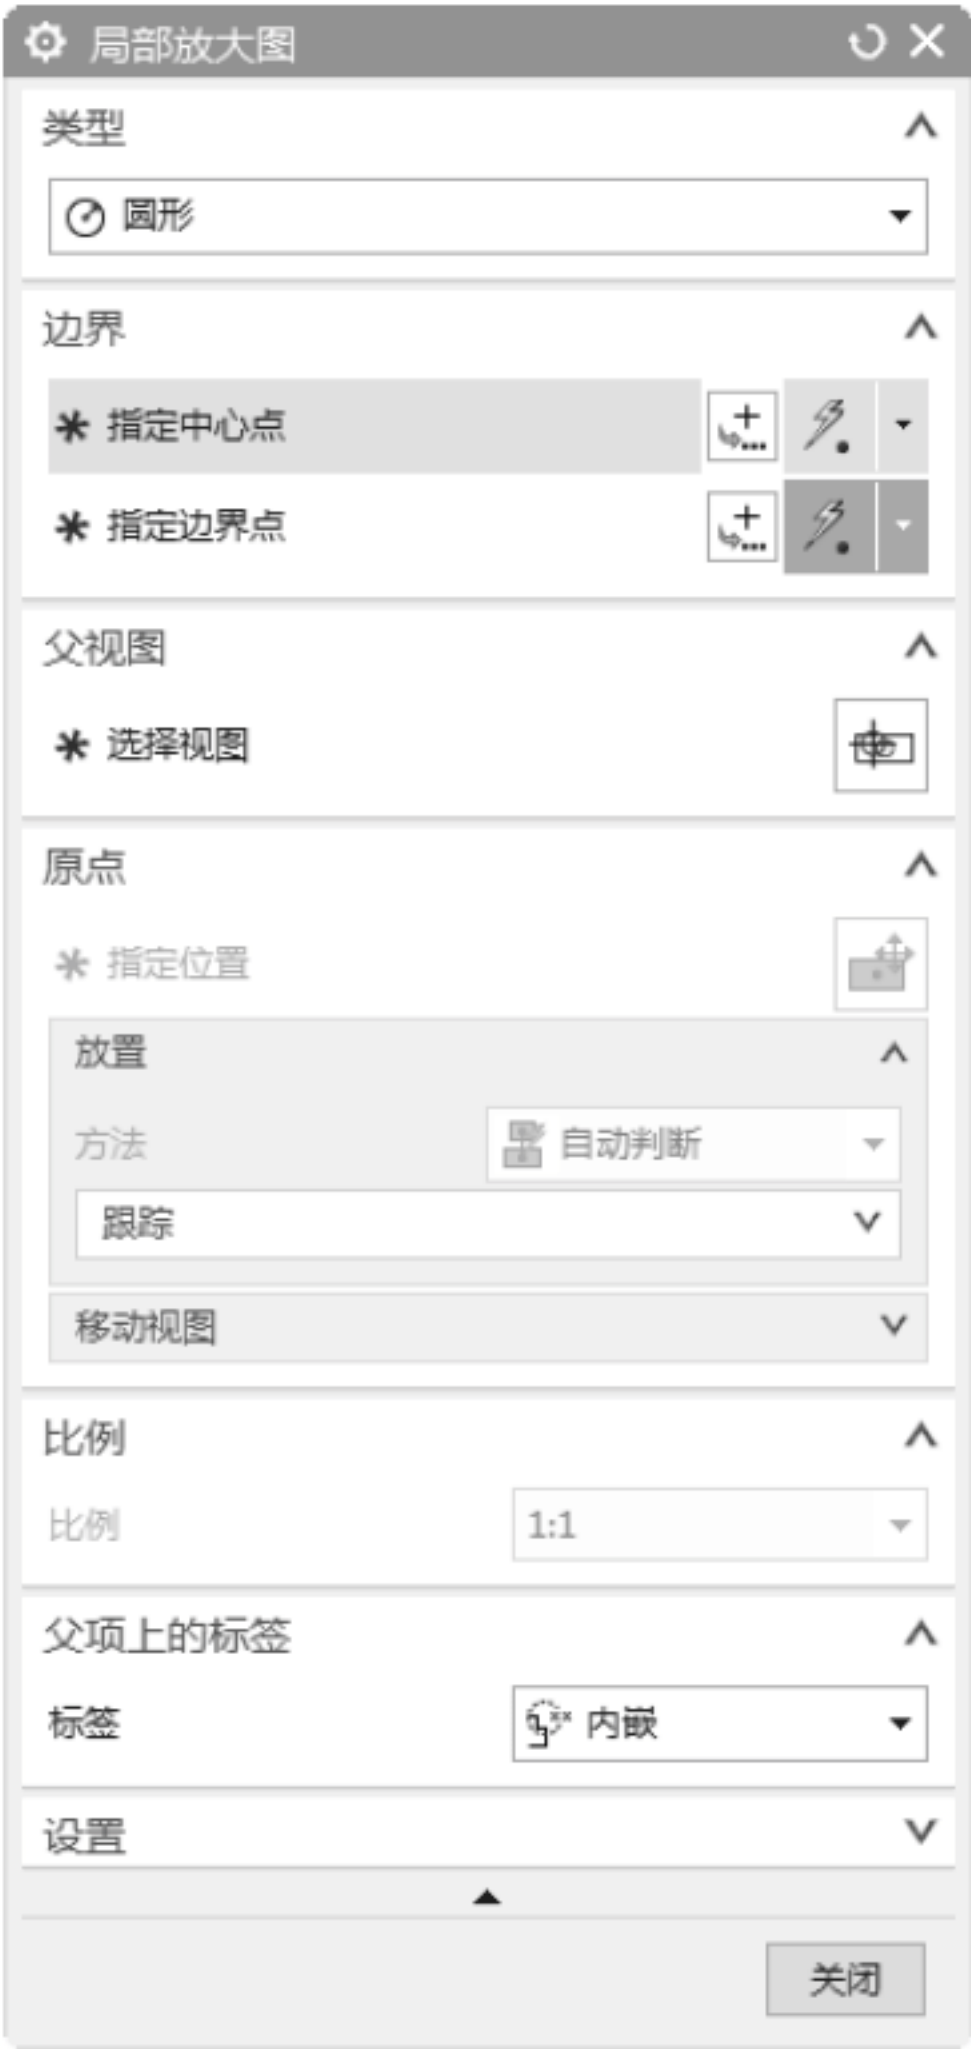 局部放大图
类型
圆形
边界
* 指定中心点
* 指定边界点
父视图
* 选择视图
原点
* 指定位置
放置
方法 自动判断
跟踪
移动视图
比例
比例 1:1
父项上的标签
标签 内嵌
设置
关闭